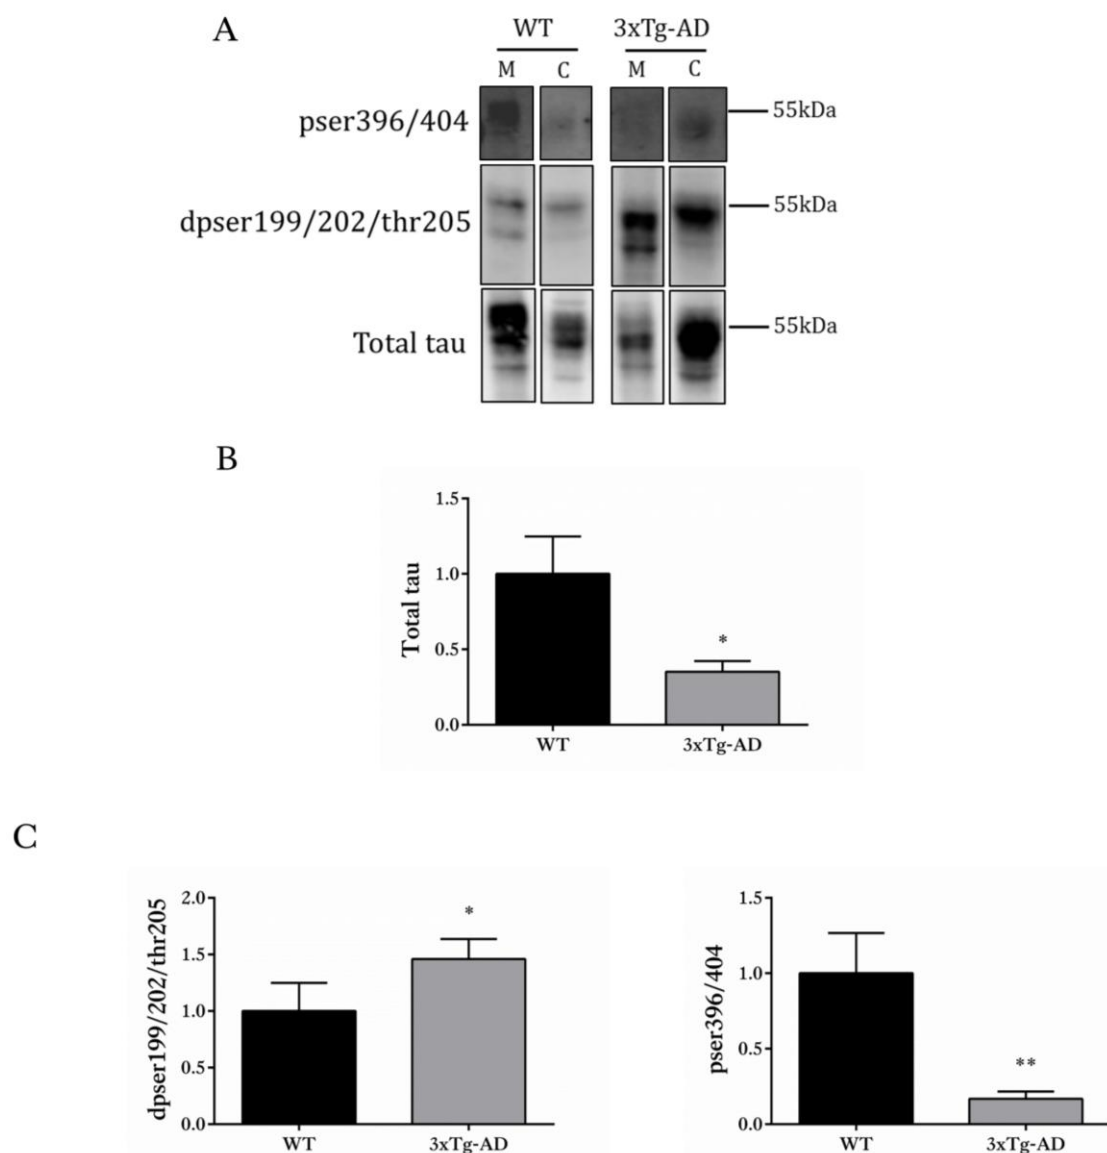 A
WT 3xTg-AD
M C M C
pser396/404 55kDa
dpser199/202/thr205 55kDa
Total tau 55kDa
B
Total tau
1.5
1.0
0.5
0.0
*
WT 3xTg-AD
C
dpser199/202/thr205
2.0
1.5
1.0
0.5
0.0
*
WT 3xTg-AD
pser396/404
1.5
1.0
0.5
0.0
**
WT 3xTg-AD